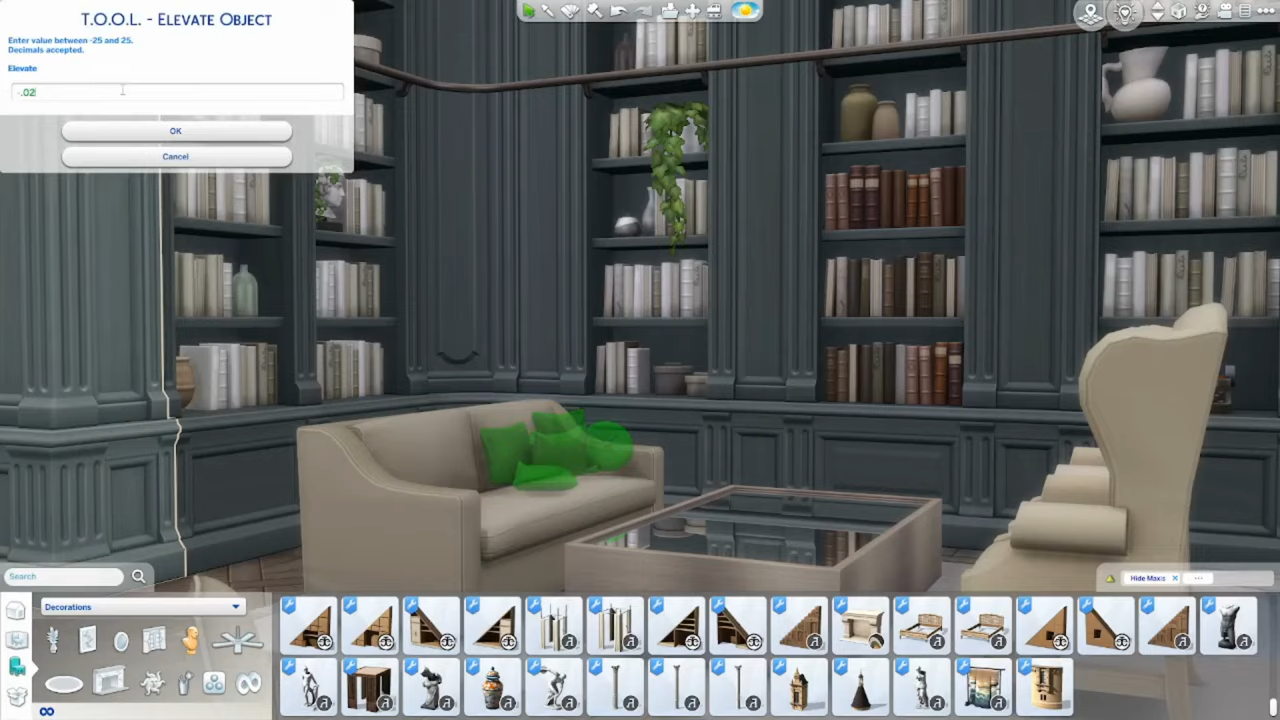 T.O.O.L. - Elevate Object
Enter value between -25 and 25.
Decimals accepted.
Elevate
-.02
OK
Cancel
Search
Hide Maxis
Decorations